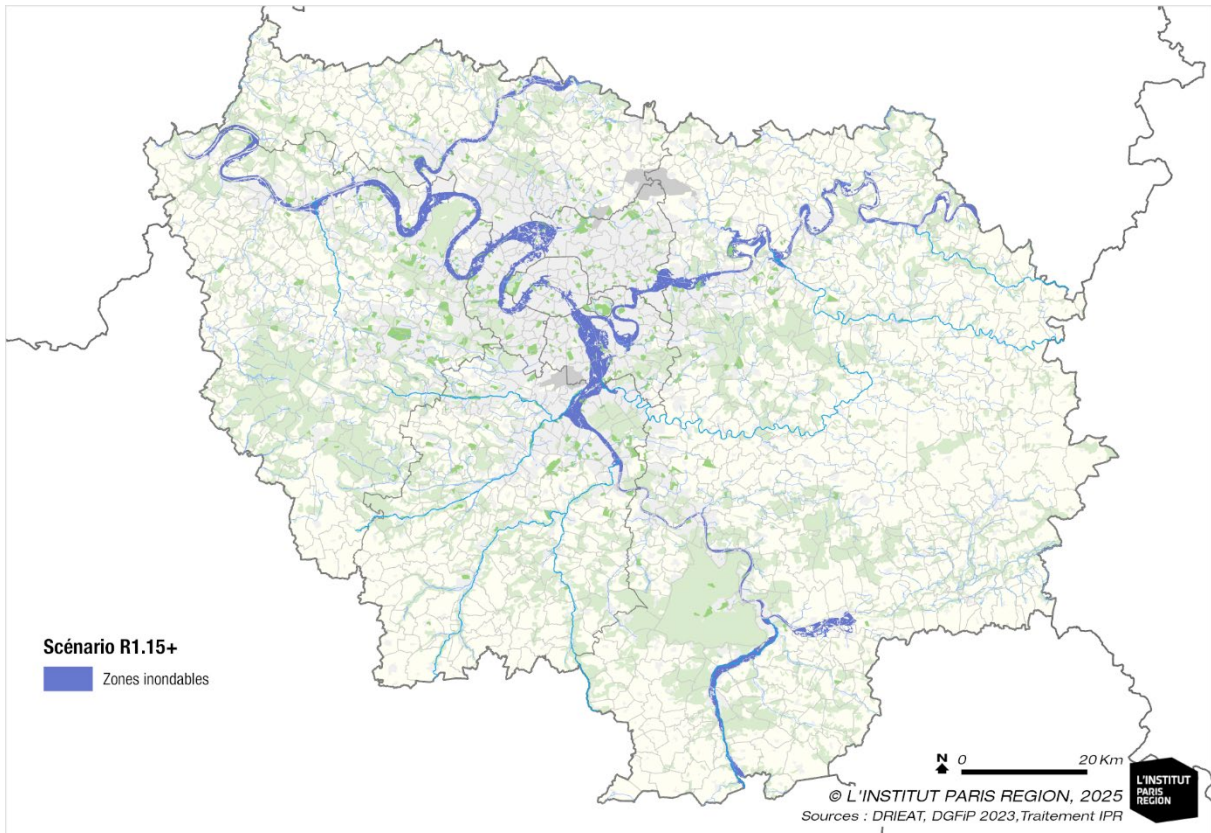 Scénario R1.15+
Zones inondables
N 0 20 Km
© L'INSTITUT PARIS REGION, 2025
Sources : DRIEAT, DGFiP 2023,Traitement IPR
L'INSTITUT
PARIS
REGION